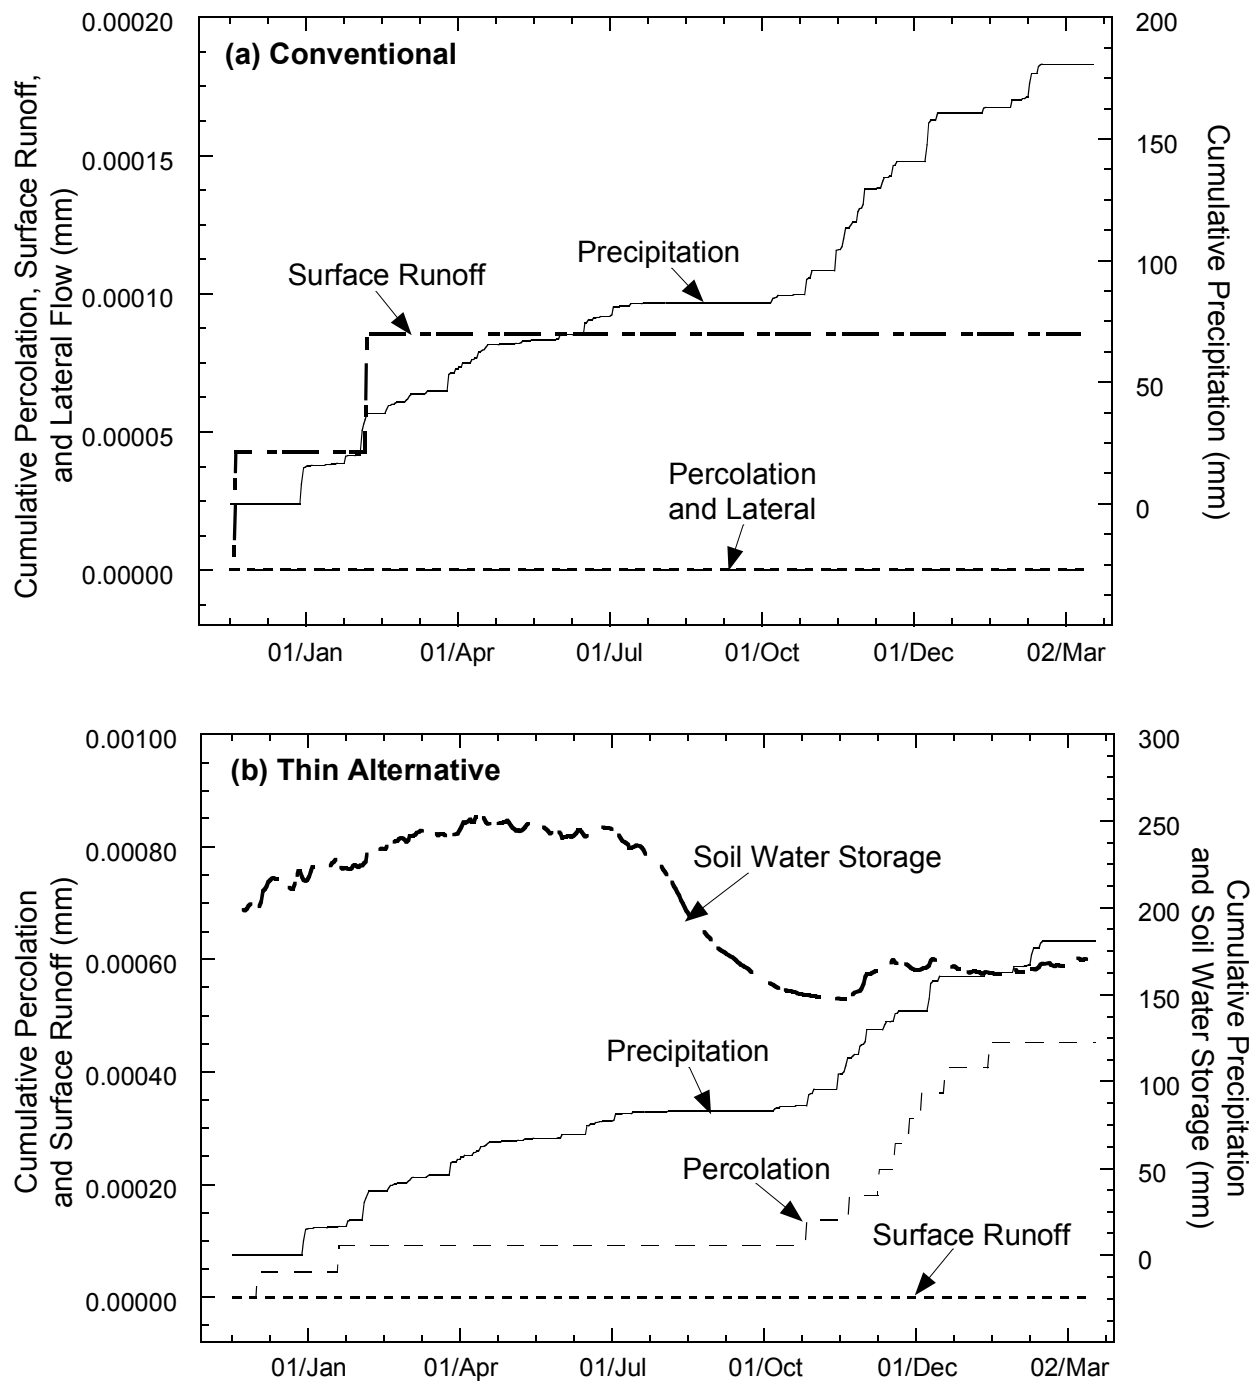 (a) Conventional
Cumulative Percolation, Surface Runoff,
and Lateral Flow (mm)
0.00020
0.00015
0.00010
0.00005
0.00000
Surface Runoff
Precipitation
Percolation
and Lateral
200
150
100
50
0
Cumulative Precipitation (mm)
01/Jan 01/Apr 01/Jul 01/Oct 01/Dec 02/Mar
(b) Thin Alternative
Cumulative Percolation
and Surface Runoff (mm)
0.00100
0.00080
0.00060
0.00040
0.00020
0.00000
Soil Water Storage
Precipitation
Percolation
Surface Runoff
300
250
200
150
100
50
0
Cumulative Precipitation
and Soil Water Storage (mm)
01/Jan 01/Apr 01/Jul 01/Oct 01/Dec 02/Mar